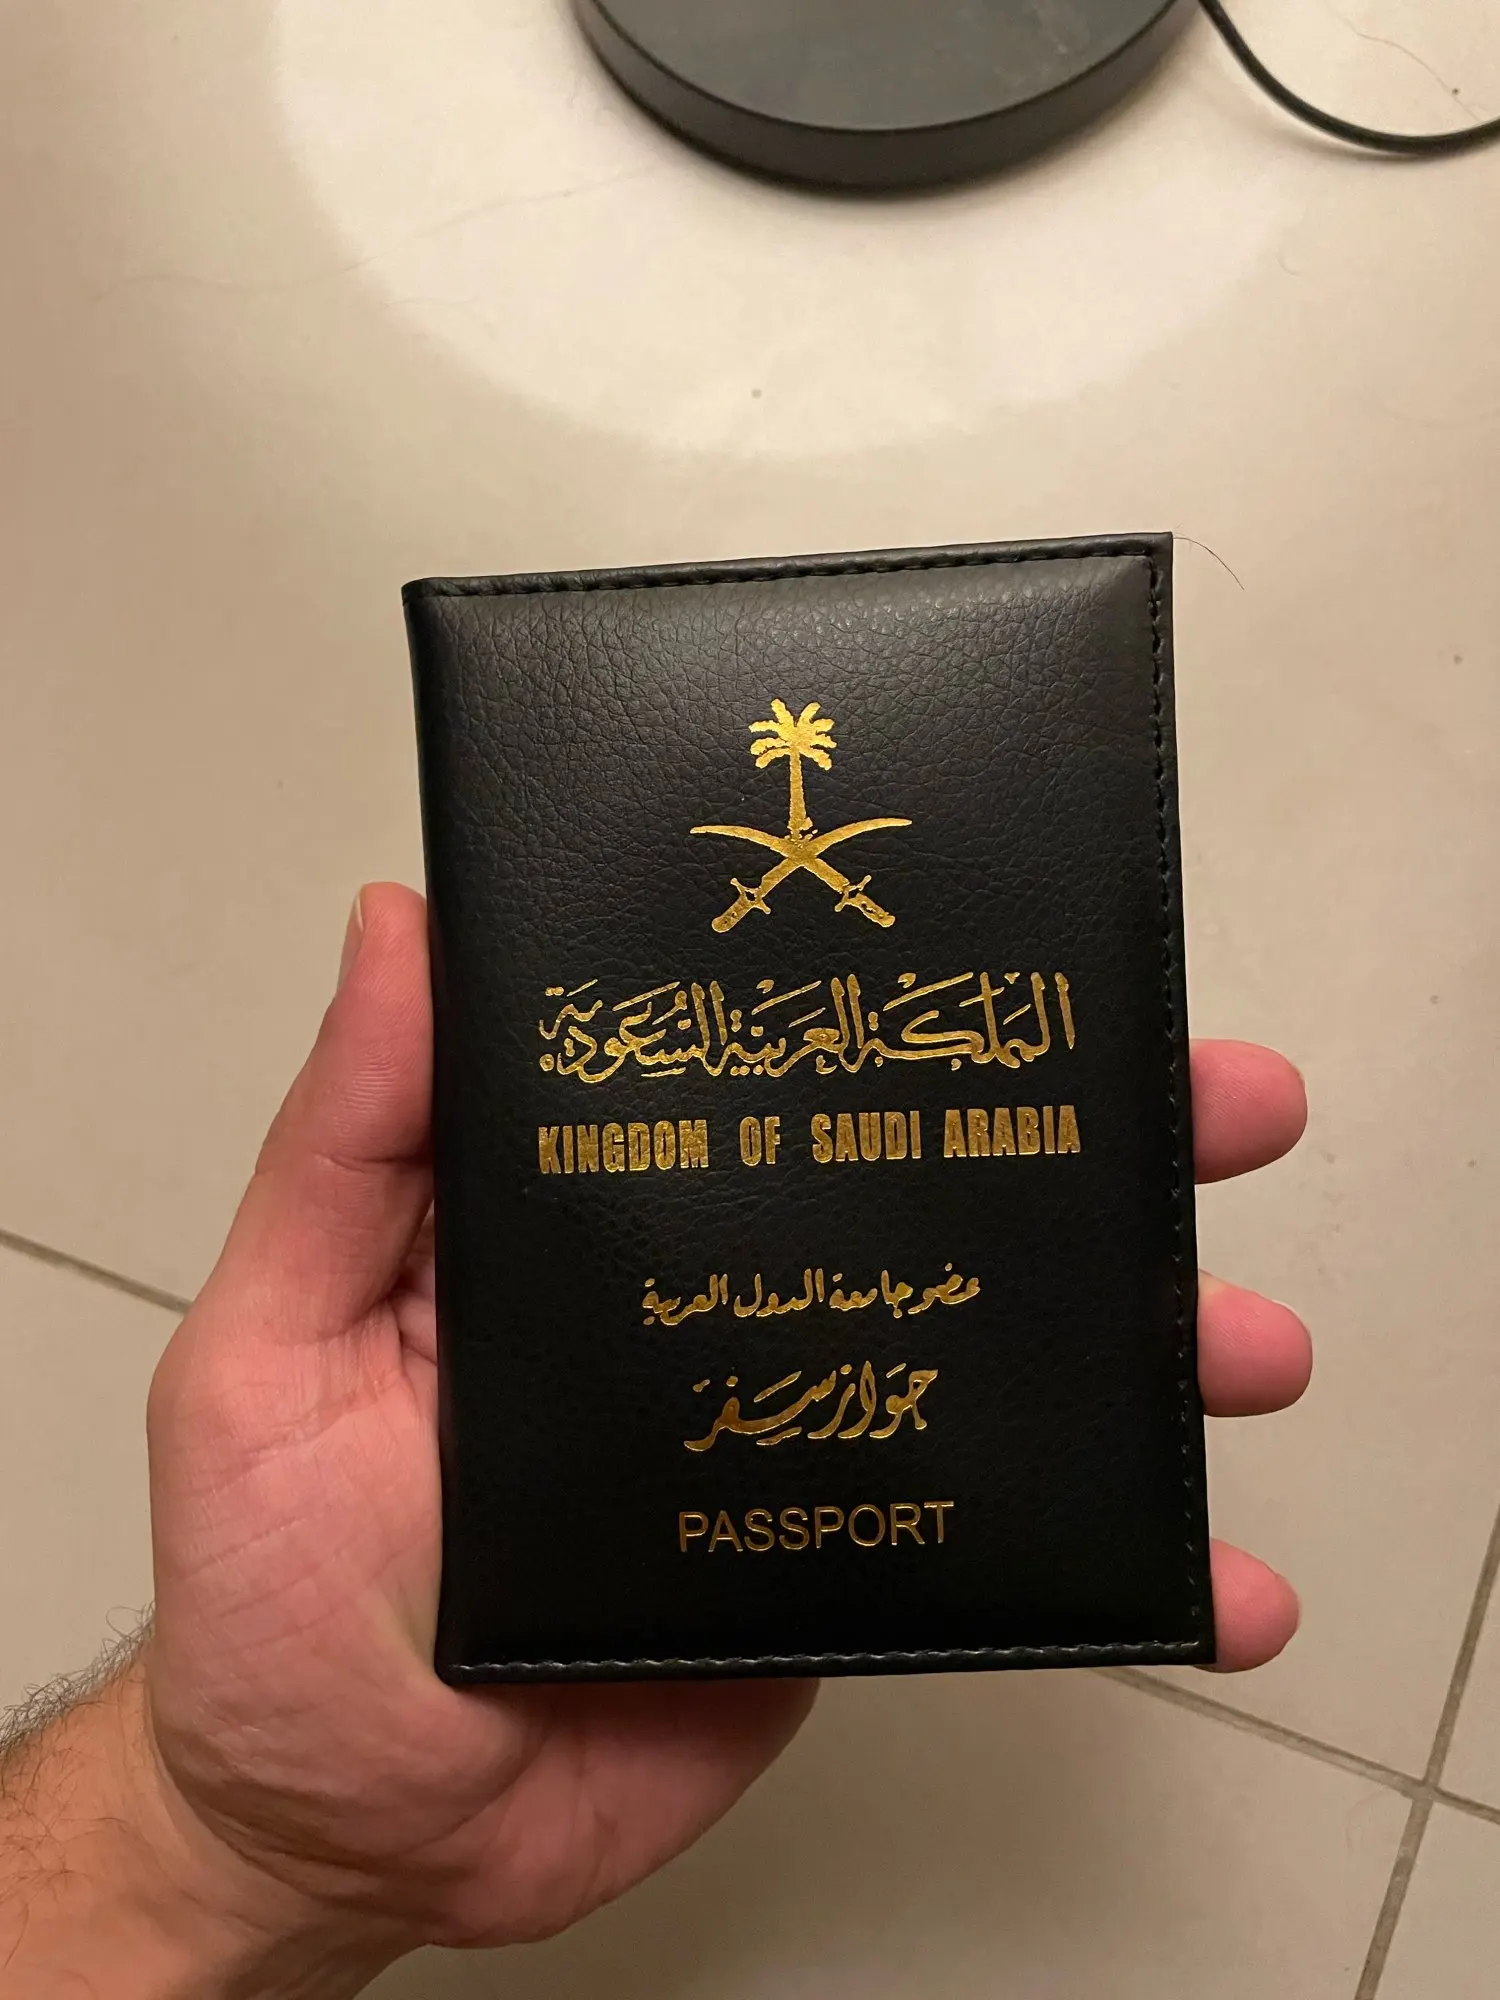 المملكة العربية السعودية
KINGDOM OF SAUDI ARABIA
عضو جامعة الدول العربية
جواز سفر
PASSPORT